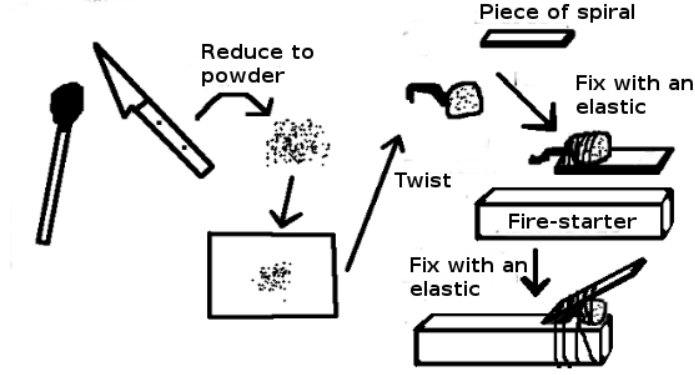 Piece of spiral
Reduce to
powder
Fix with an
elastic
Twist
Fire-starter
Fix with an
elastic